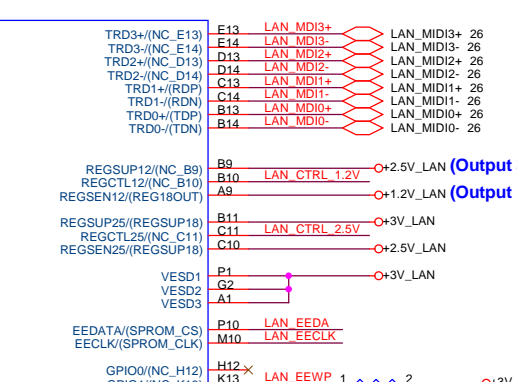 TRD3+/(NC_E13) E13 LAN_MDI3+ LAN_MIDI3+ 26
TRD3-/(NC_E14) E14 LAN_MDI3- LAN_MIDI3- 26
TRD2+/(NC_D13) D13 LAN_MDI2+ LAN_MIDI2+ 26
TRD2-/(NC_D14) D14 LAN_MDI2- LAN_MIDI2- 26
TRD1+/(RDP) C13 LAN_MDI1+ LAN_MIDI1+ 26
TRD1-/(RDN) C14 LAN_MDI1- LAN_MIDI1- 26
TRD0+/(TDP) B13 LAN_MDI0+ LAN_MIDI0+ 26
TRD0-/(TDN) B14 LAN_MDI0- LAN_MIDI0- 26
REGSUP12/(NC_B9) B9 +2.5V_LAN (Output
REGCTL12/(NC_B10) B10 LAN_CTRL_1.2V
REGSEN12/(REG18OUT) A9 +1.2V_LAN (Output
REGSUP25/(REGSUP18) B11 +3V_LAN
REGCTL25/(NC_C11) C11 LAN_CTRL_2.5V
REGSEN25/(REGSUP18) C10 +2.5V_LAN
VESD1 P1 +3V_LAN
VESD2 G2
VESD3 A1
EEDATA/(SPROM_CS) P10 LAN_EEDA
EECLK/(SPROM_CLK) M10 LAN_EECLK
GPIO0/(NC_H12) H12
K13 LAN_EEWP 1 2 +3V